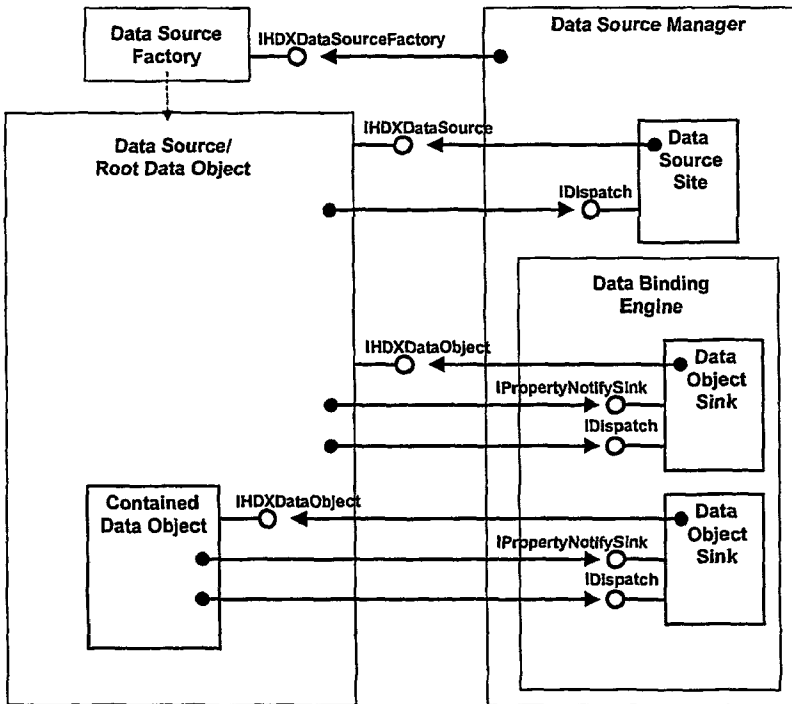 Data Source
Factory
IHDXDataSourceFactory
Data Source Manager
Data Source/
Root Data Object
IHDXDataSource
Data
Source
Site
IDispatch
Data Binding
Engine
IHDXDataObject
Data
Object
Sink
IPropertyNotifySink
IDispatch
Contained
Data Object
IHDXDataObject
Data
Object
Sink
IPropertyNotifySink
IDispatch